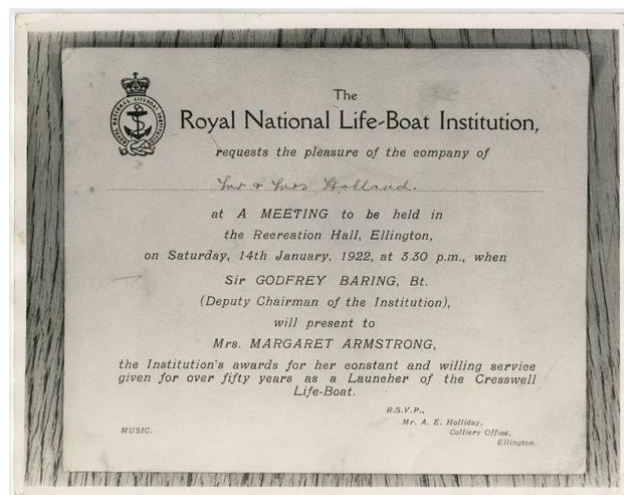 The
Royal National Life-Boat Institution,
requests the pleasure of the company of
Mr & Mrs Holland.
at A MEETING to be held in
the Recreation Hall, Ellington,
on Saturday, 14th January, 1922, at 3 30 p.m., when
Sir GODFREY BARING, Bt.
(Deputy Chairman of the Institution),
will present to
Mrs. MARGARET ARMSTRONG,
the Institution's awards for her constant and willing service
given for over fifty years as a Launcher of the Cresswell
Life-Boat.
R.S.V.P.,
Mr. A. E. Holliday,
Colliery Office,
Ellington.
MUSIC.
ROYAL NATIONAL LIFEBOAT INSTITUTION